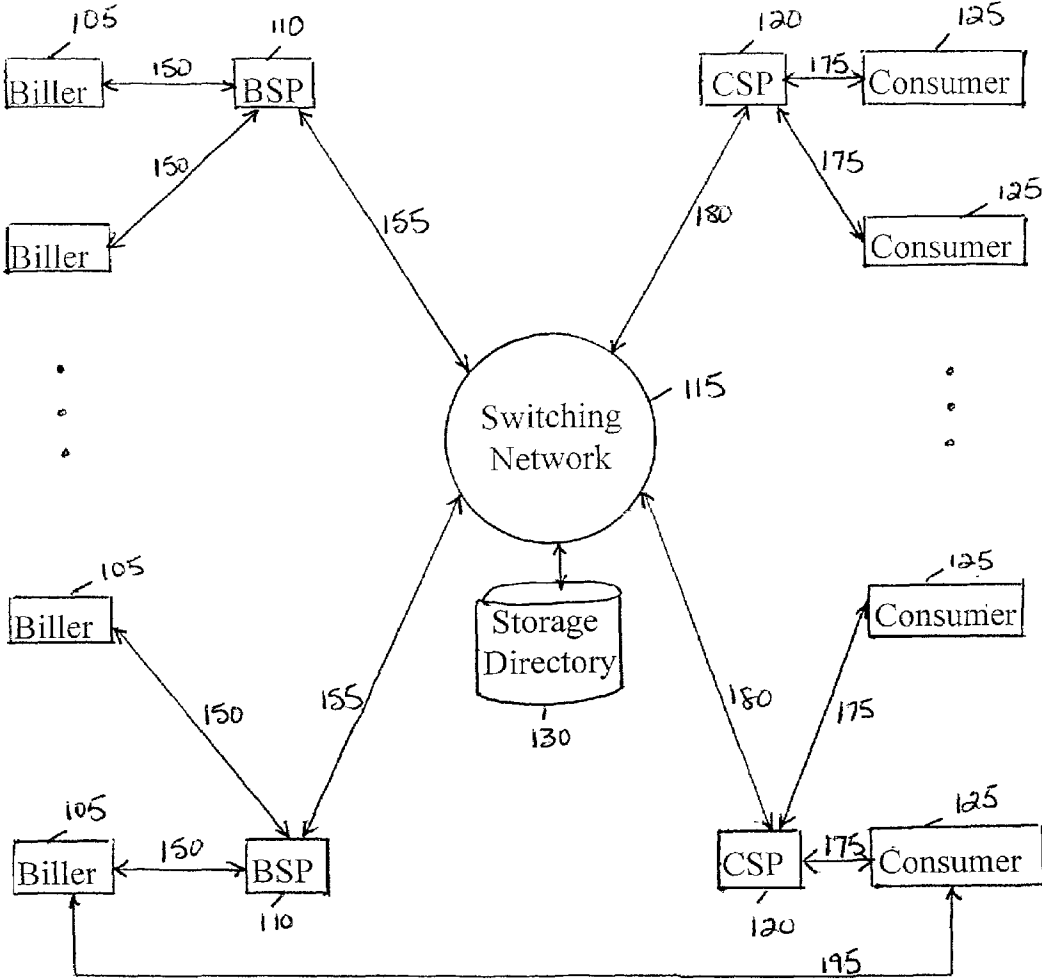 105
110
120
125
Biller
150
BSP
CSP
175
Consumer
150
175
125
Biller
155
180
Consumer
115
Switching
Network
105
125
Biller
Storage
Directory
Consumer
150
155
130
180
175
105
125
Biller
150
BSP
CSP
175
Consumer
110
120
195